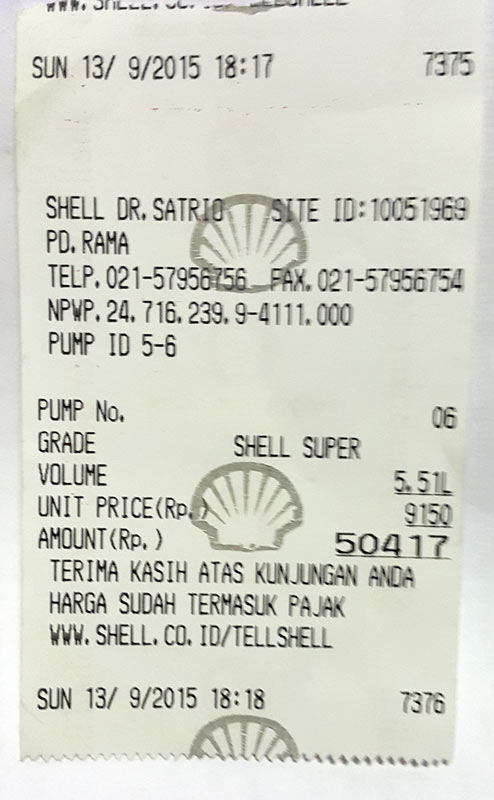 SUN 13/ 9/2015 18:17 7375
SHELL DR. SATRIO SITE ID:10051969
PD. RAMA
TELP. 021-57956756 FAX. 021-57956754
NPWP. 24. 716. 239. 9-4111. 000
PUMP ID 5-6
PUMP No. 06
GRADE SHELL SUPER
VOLUME 5. 51L
UNIT PRICE(Rp. ) 9150
AMOUNT(Rp. ) 50417
TERIMA KASIH ATAS KUNJUNGAN ANDA
HARGA SUDAH TERMASUK PAJAK
WWW. SHELL. CO. ID/TELLSHELL
SUN 13/ 9/2015 18:18 7376